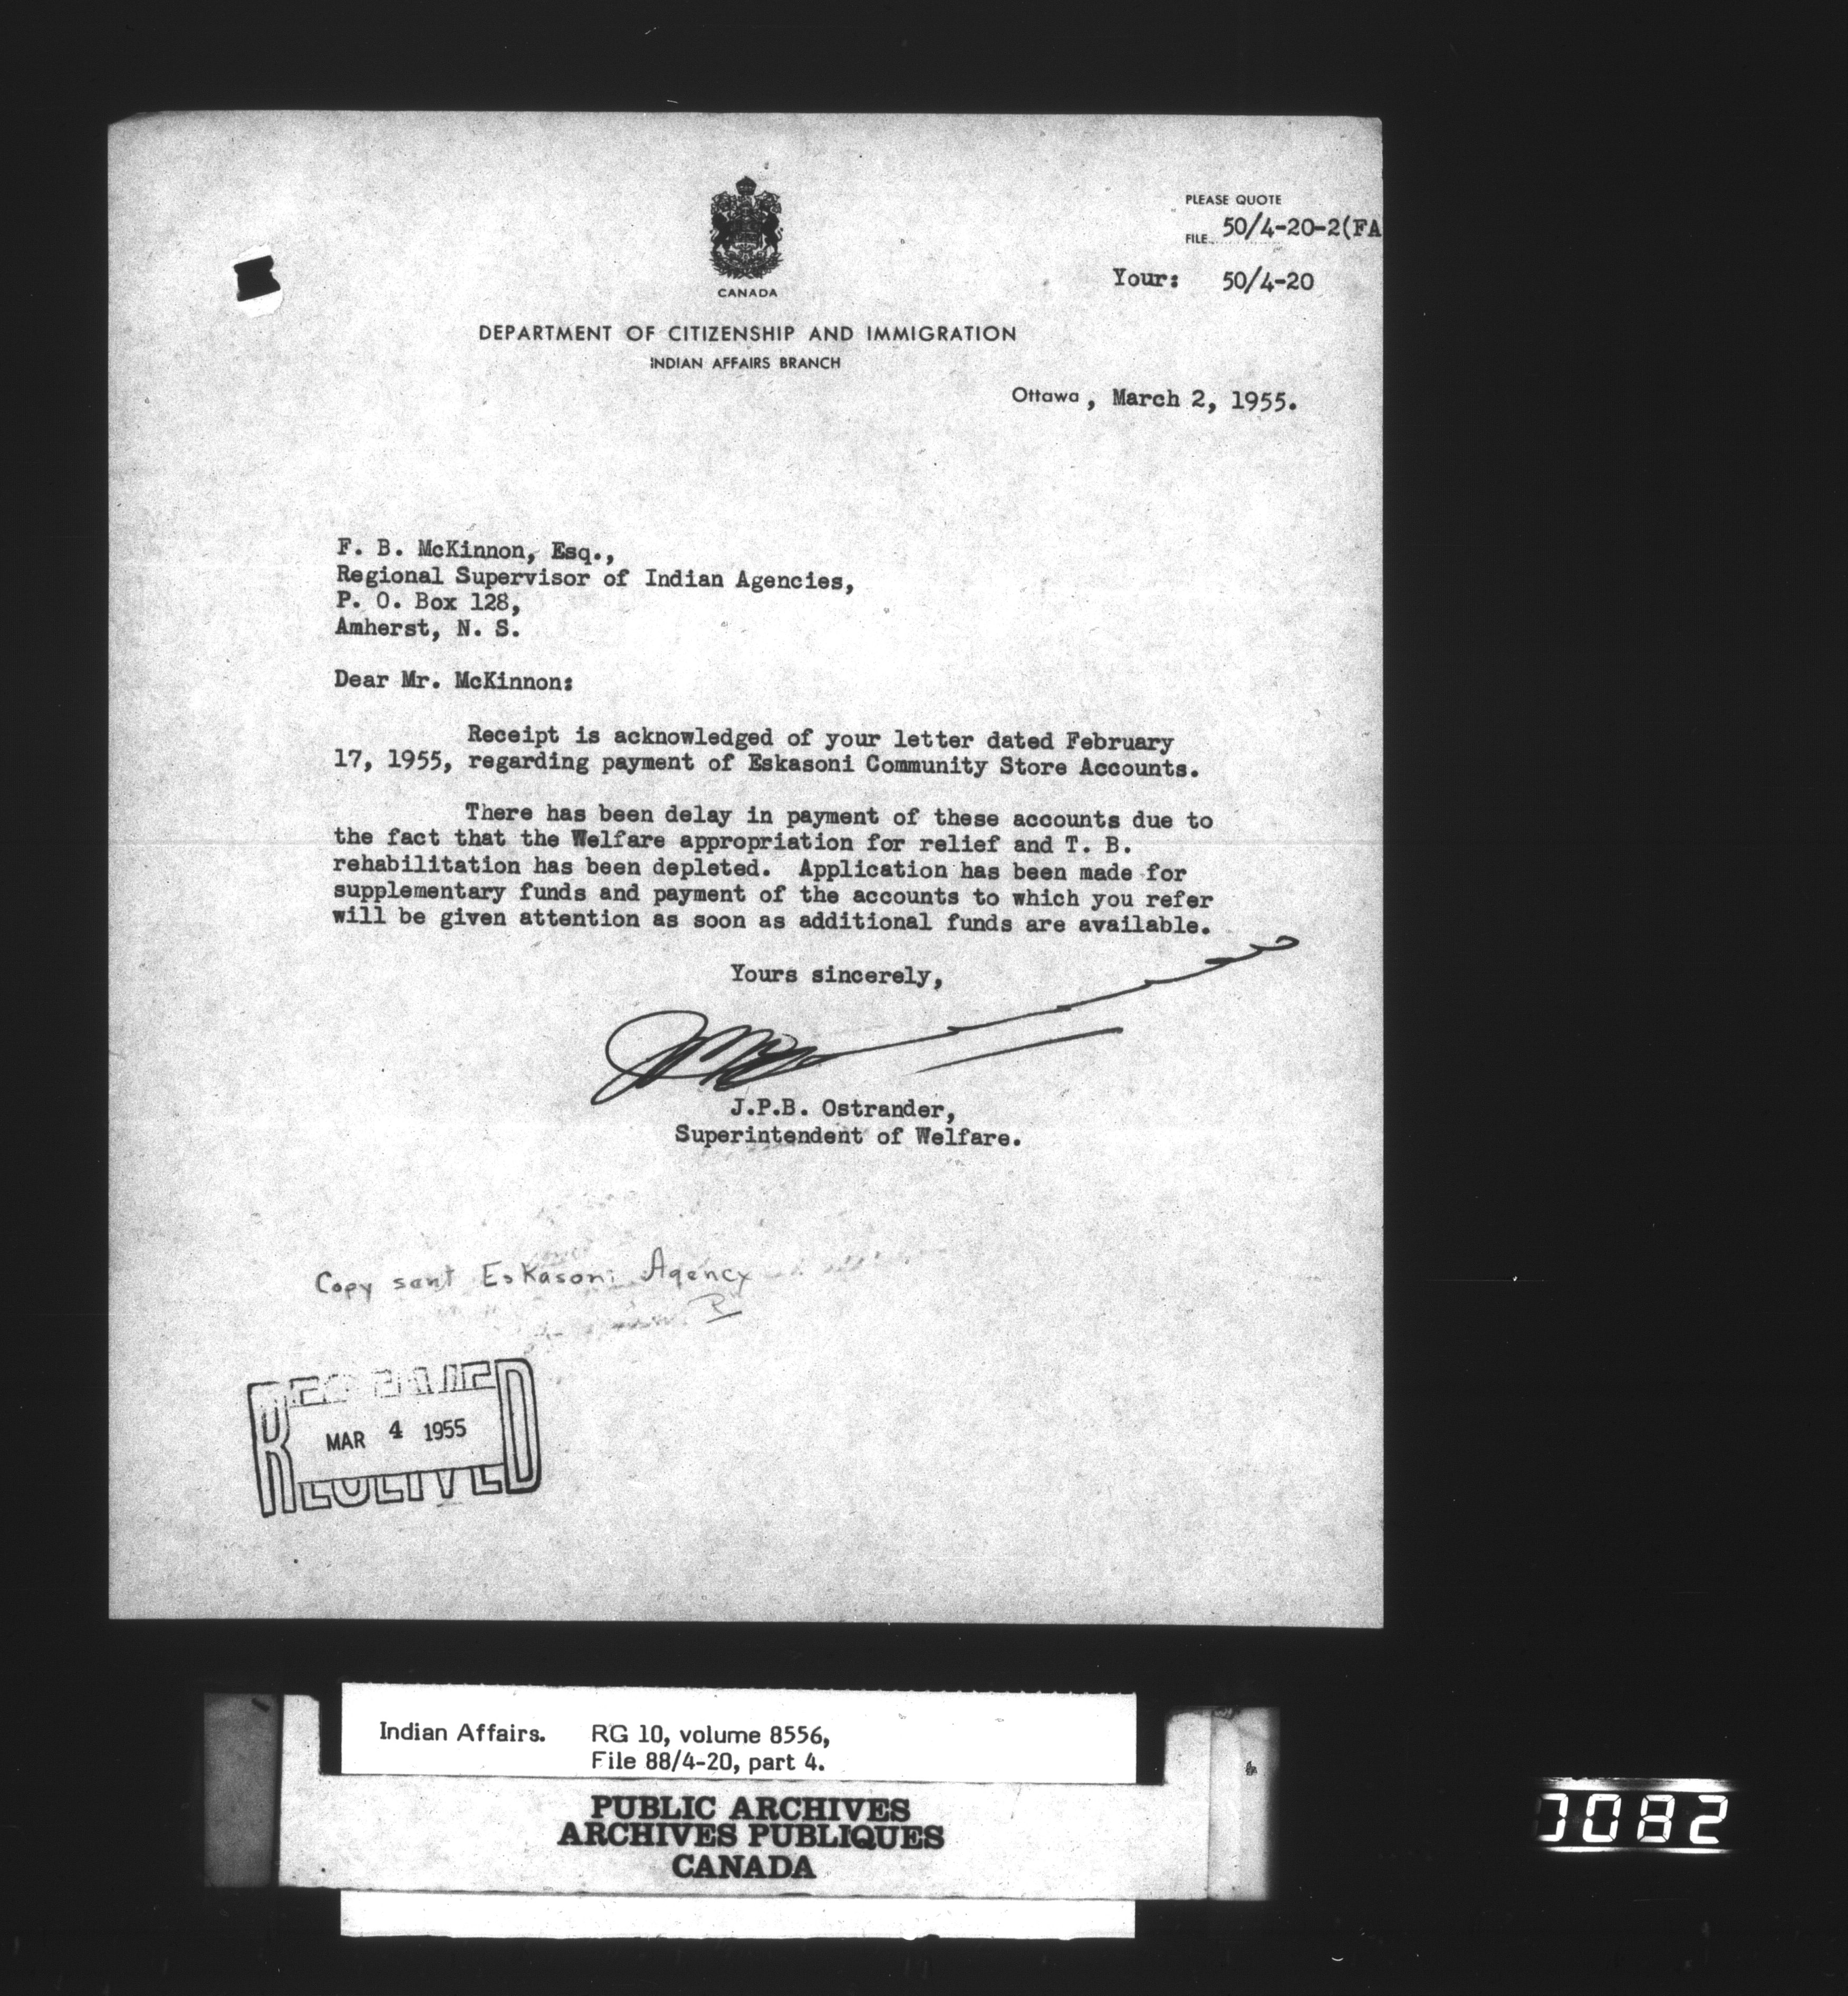 PLEASE QUOTE
FILE 50/4-20-2(FA
Your: 50/4-20
CANADA
DEPARTMENT OF CITIZENSHIP AND IMMIGRATION
INDIAN AFFAIRS BRANCH
Ottawa, March 2, 1955.
F. B. McKinnon, Esq.,
Regional Supervisor of Indian Agencies,
P. O. Box 128,
Amherst, N. S.
Dear Mr. McKinnon:
Receipt is acknowledged of your letter dated February
17, 1955, regarding payment of Eskasoni Community Store Accounts.
There has been delay in payment of these accounts due to
the fact that the Welfare appropriation for relief and T. B.
rehabilitation has been depleted. Application has been made for
supplementary funds and payment of the accounts to which you refer
will be given attention as soon as additional funds are available.
Yours sincerely,
J.P.B. Ostrander,
Superintendent of Welfare.
Copy sent Eskasoni Agency
RECEIVED
MAR 4 1955
RECEIVED
Indian Affairs. RG 10, volume 8556,
File 88/4-20, part 4.
PUBLIC ARCHIVES
ARCHIVES PUBLIQUES
CANADA
0082